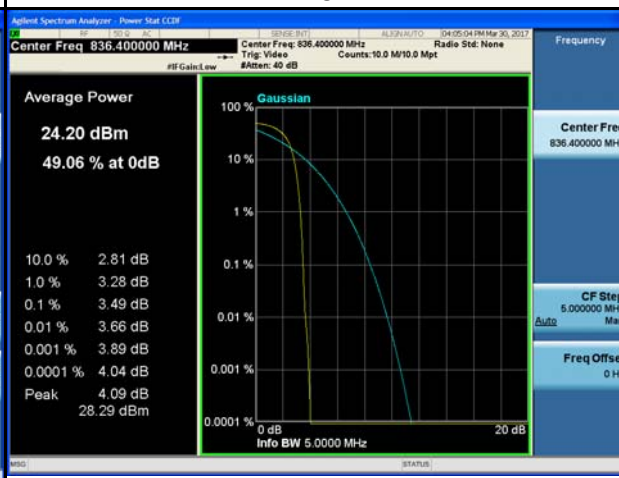 Agilent Spectrum Analyzer - Power Stat CCDF
RF 50 Ω AC SENSE:INT ALIGN AUTO 04:05:04 PM Mar 30, 2017
Center Freq 836.400000 MHz
Center Freq: 836.400000 MHz Radio Std: None
Trig: Video Counts:10.0 M/10.0 Mpt
#IFGain:Low #Atten: 40 dB
Frequency
Average Power
24.20 dBm
49.06 % at 0dB
10.0 % 2.81 dB
1.0 % 3.28 dB
0.1 % 3.49 dB
0.01 % 3.66 dB
0.001 % 3.89 dB
0.0001 % 4.04 dB
Peak 4.09 dB
28.29 dBm
Gaussian
100 %
10 %
1 %
0.1 %
0.01 %
0.001 %
0.0001 %
0 dB 20 dB
Info BW 5.0000 MHz
Center Fre
836.400000 MH
CF Step
5.000000 MH
Auto Ma
Freq Offse
0 H
MSG STATUS